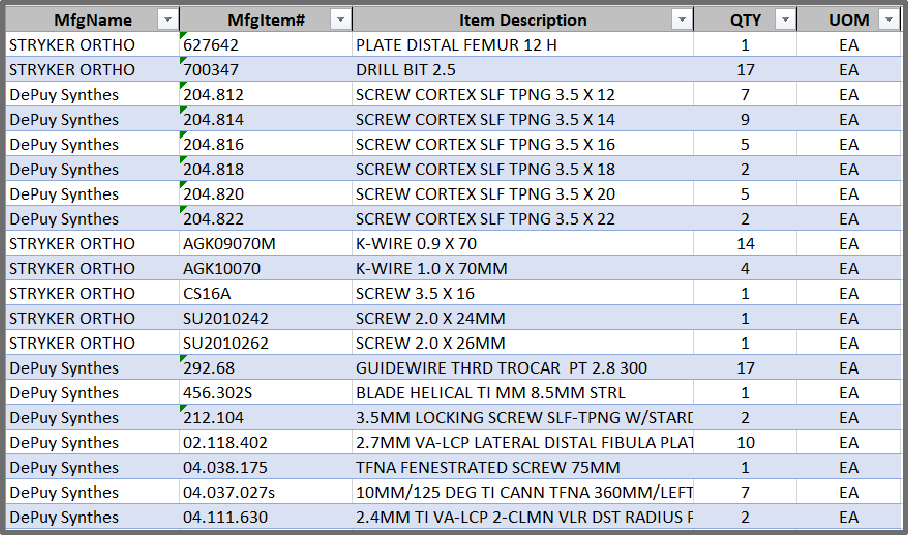 MfgName MfgItem# Item Description QTY UOM
STRYKER ORTHO 627642 PLATE DISTAL FEMUR 12 H 1 EA
STRYKER ORTHO 700347 DRILL BIT 2.5 17 EA
DePuy Synthes 204.812 SCREW CORTEX SLF TPNG 3.5 X 12 7 EA
DePuy Synthes 204.814 SCREW CORTEX SLF TPNG 3.5 X 14 9 EA
DePuy Synthes 204.816 SCREW CORTEX SLF TPNG 3.5 X 16 5 EA
DePuy Synthes 204.818 SCREW CORTEX SLF TPNG 3.5 X 18 2 EA
DePuy Synthes 204.820 SCREW CORTEX SLF TPNG 3.5 X 20 5 EA
DePuy Synthes 204.822 SCREW CORTEX SLF TPNG 3.5 X 22 2 EA
STRYKER ORTHO AGK09070M K-WIRE 0.9 X 70 14 EA
STRYKER ORTHO AGK10070 K-WIRE 1.0 X 70MM 4 EA
STRYKER ORTHO CS16A SCREW 3.5 X 16 1 EA
STRYKER ORTHO SU2010242 SCREW 2.0 X 24MM 1 EA
STRYKER ORTHO SU2010262 SCREW 2.0 X 26MM 1 EA
DePuy Synthes 292.68 GUIDEWIRE THRD TROCAR PT 2.8 300 17 EA
DePuy Synthes 456.302S BLADE HELICAL TI MM 8.5MM STRL 1 EA
DePuy Synthes 212.104 3.5MM LOCKING SCREW SLF-TPNG W/STARD 2 EA
DePuy Synthes 02.118.402 2.7MM VA-LCP LATERAL DISTAL FIBULA PLAT 10 EA
DePuy Synthes 04.038.175 TFNA FENESTRATED SCREW 75MM 1 EA
DePuy Synthes 04.037.027s 10MM/125 DEG TI CANN TFNA 360MM/LEFT 7 EA
DePuy Synthes 04.111.630 2.4MM TI VA-LCP 2-CLMN VLR DST RADIUS P 2 EA